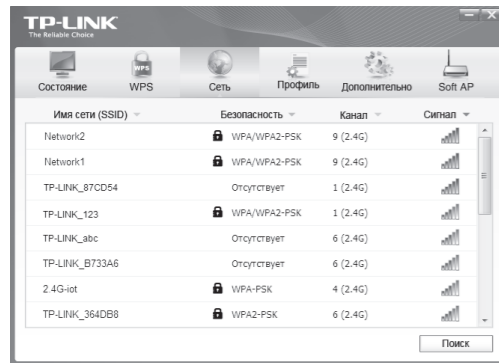 TP-LINK
The Reliable Choice
WPS
Состояние WPS Сеть Профиль Дополнительно Soft AP
Имя сети (SSID) Безопасность Канал Сигнал
Network2 WPA/WPA2-PSK 9 (2.4G)
Network1 WPA/WPA2-PSK 9 (2.4G)
TP-LINK_87CD54 Отсутствует 1 (2.4G)
TP-LINK_123 WPA/WPA2-PSK 1 (2.4G)
TP-LINK_abc Отсутствует 6 (2.4G)
TP-LINK_B733A6 Отсутствует 6 (2.4G)
2.4G-iot WPA-PSK 4 (2.4G)
TP-LINK_364DB8 WPA2-PSK 6 (2.4G)
Поиск